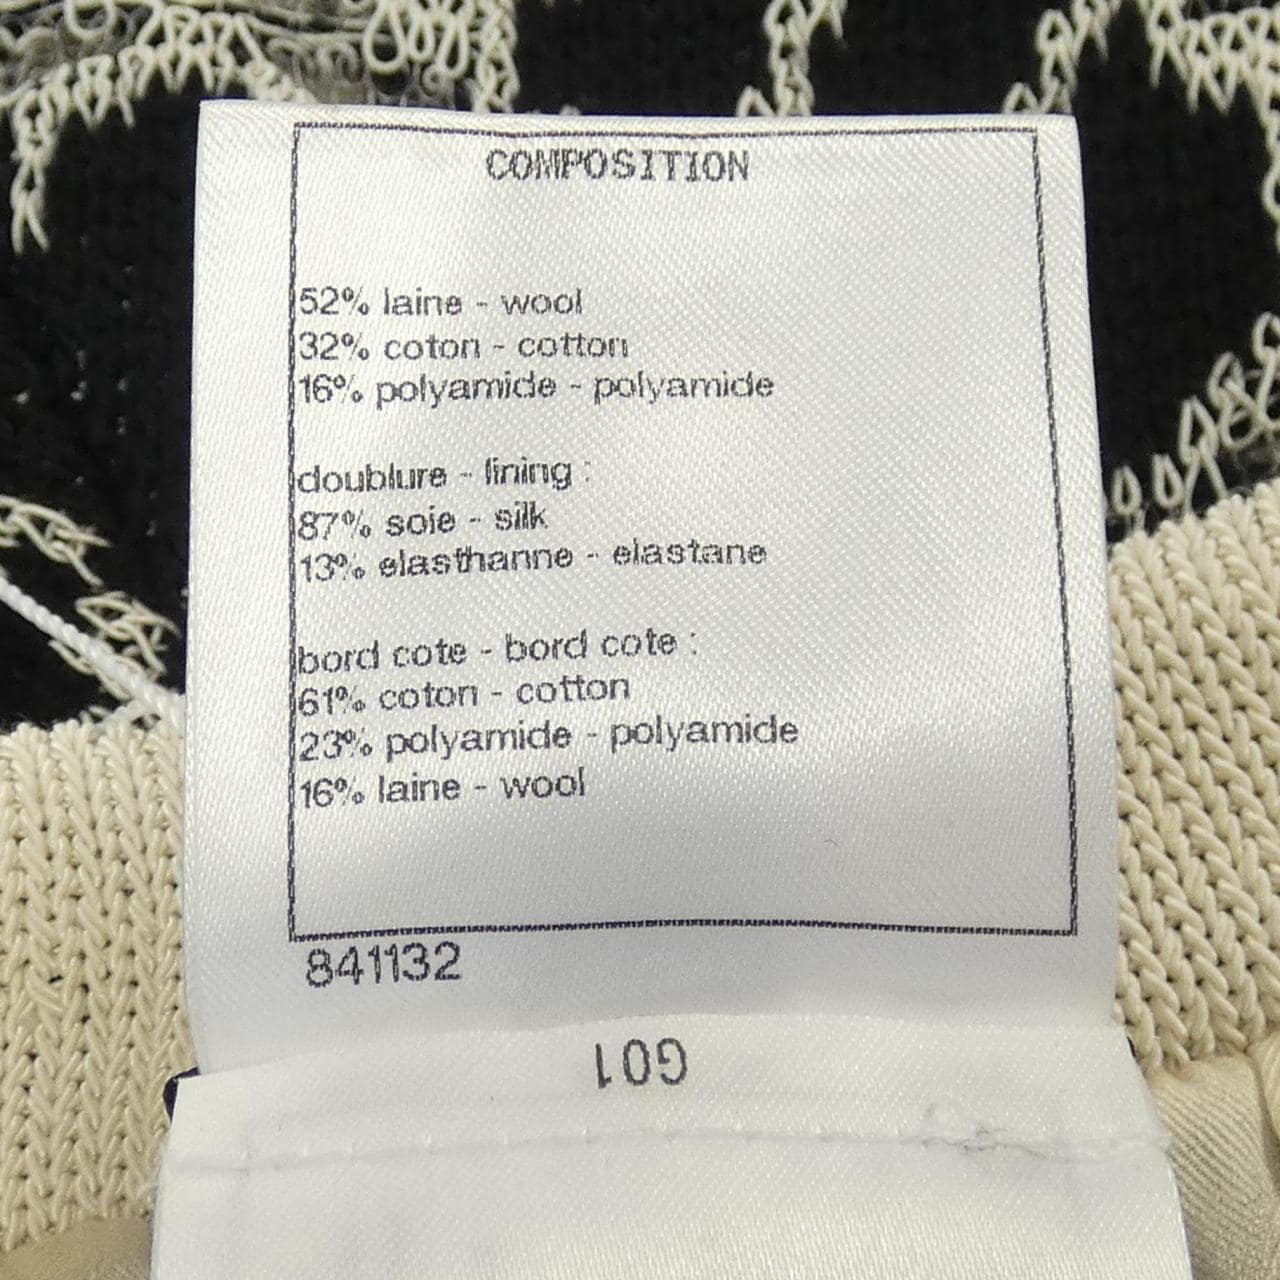 COMPOSITION
52% laine - wool
32% coton - cotton
16% polyamide - polyamide
doublure - lining :
87% soie - silk
13% elasthanne - elastane
bord cote - bord cote :
61% coton - cotton
23% polyamide - polyamide
16% laine - wool
841132
G01